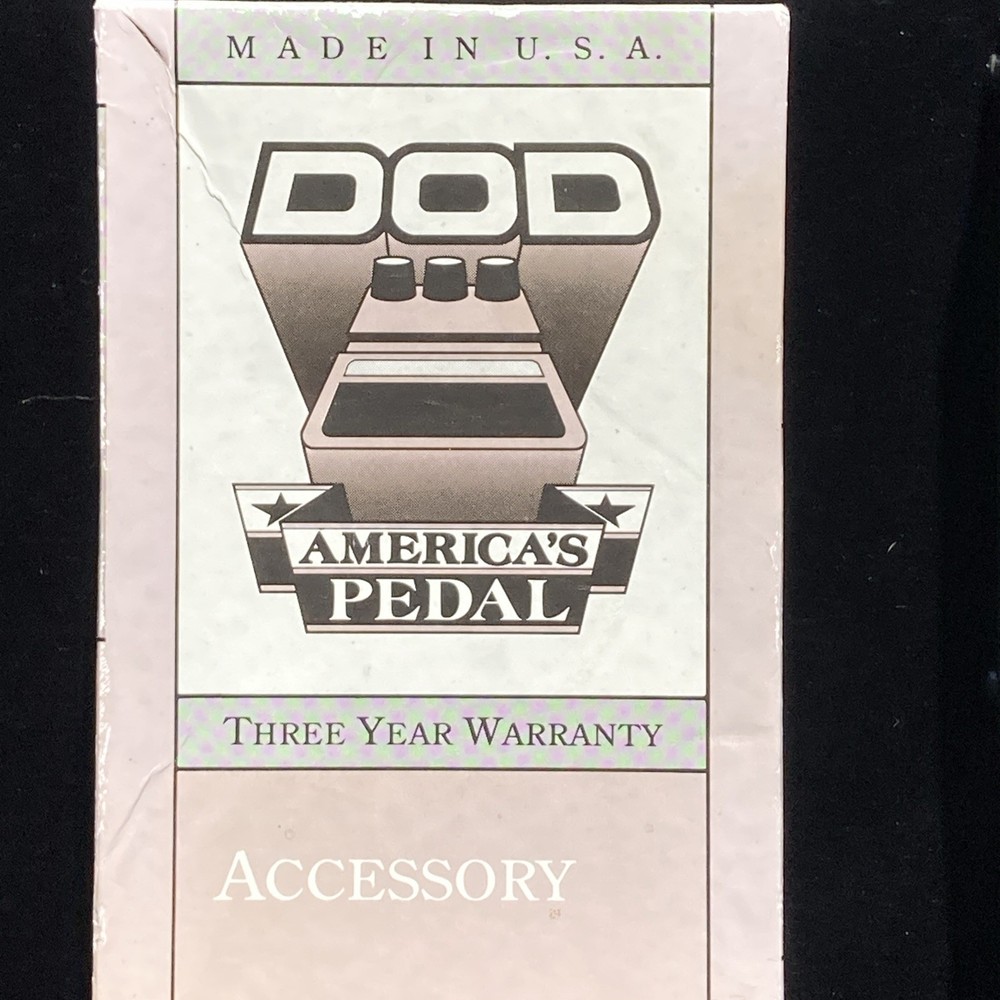 MADE IN U.S.A.
DOD
AMERICA'S
PEDAL
THREE YEAR WARRANTY
ACCESSORY